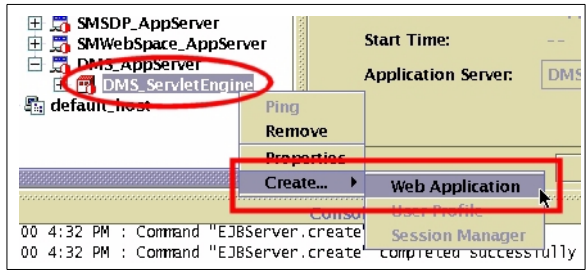 SMSDP_AppServer
SMWebSpace_AppServer
DMS_AppServer
DMS_ServletEngine
default_host
Start Time: --
Application Server: DMS
Ping
Remove
Properties
Create...
Web Application
User Profile
Session Manager
Conso
00 4:32 PM : Command "EJBServer.create"
00 4:32 PM : Command "EJBServer.create" completed successfully